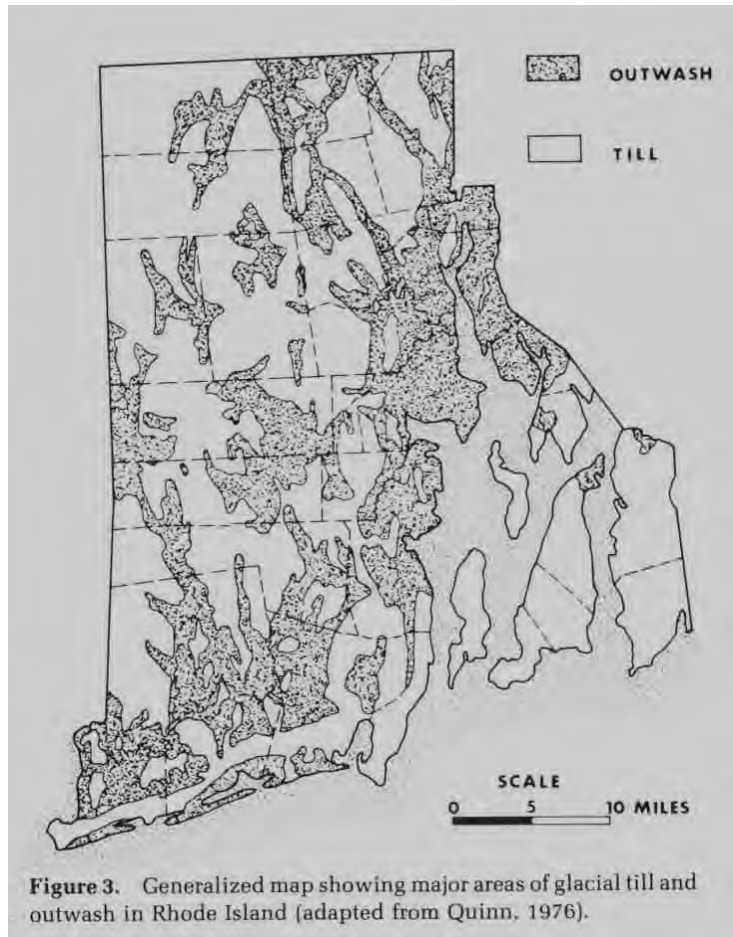 OUTWASH
TILL
SCALE
0 5 10 MILES
Figure 3. Generalized map showing major areas of glacial till and
outwash in Rhode Island (adapted from Quinn, 1976).